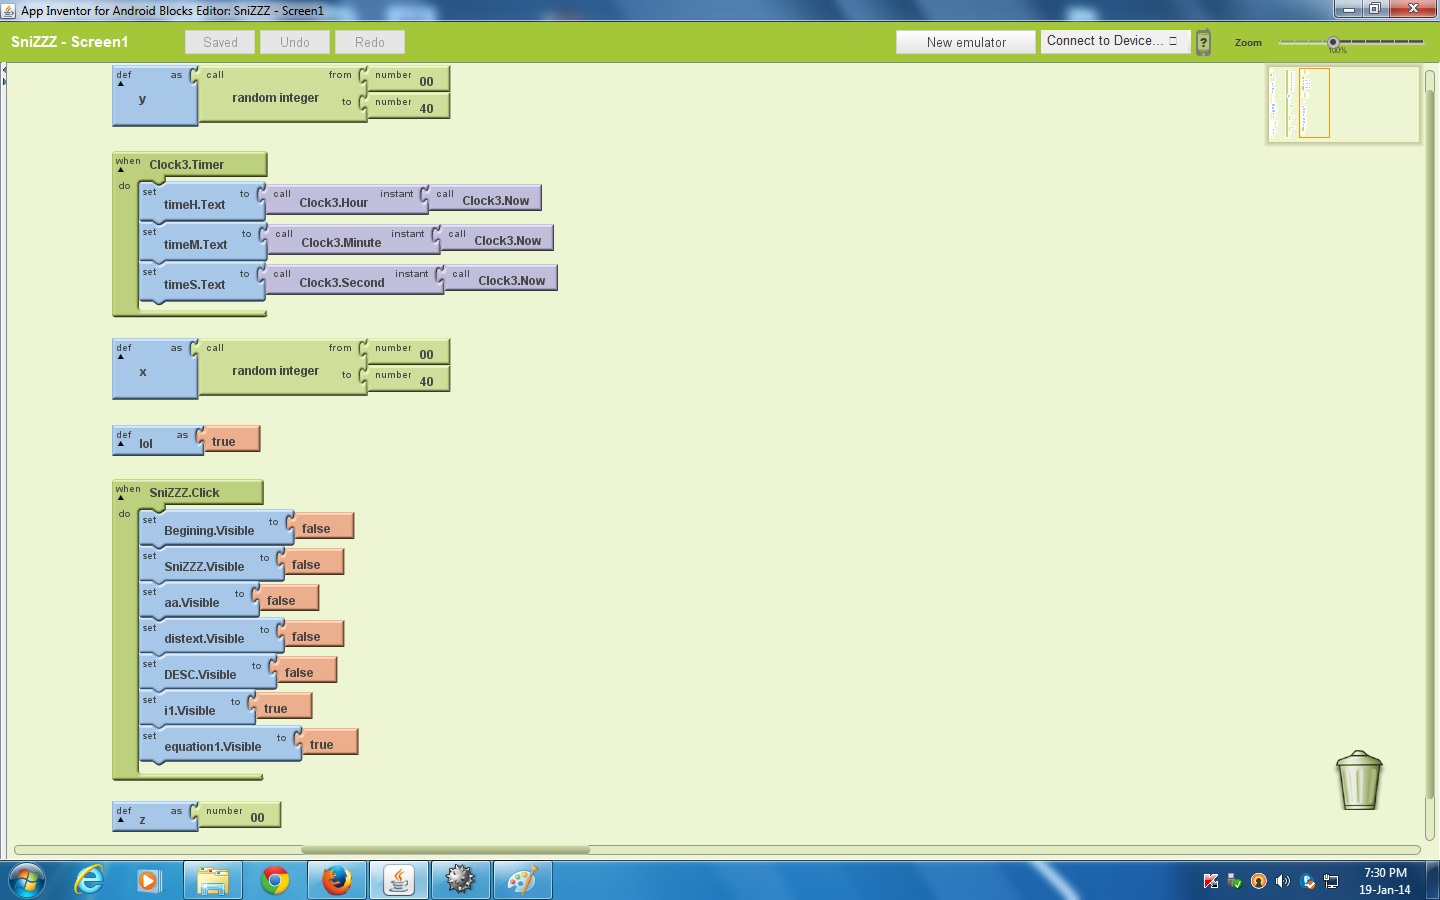 App Inventor for Android Blocks Editor: SniZZZ - Screen1
SniZZZ - Screen1
Saved
Undo
Redo
New emulator
Connect to Device...
?
Zoom
100%
def y as call random integer from number 00
to number 40
when Clock3.Timer
do
set timeH.Text to call Clock3.Hour instant call Clock3.Now
set timeM.Text to call Clock3.Minute instant call Clock3.Now
set timeS.Text to call Clock3.Second instant call Clock3.Now
def x as call random integer from number 00
to number 40
def lol as true
when SniZZZ.Click
do
set Begining.Visible to false
set SniZZZ.Visible to false
set aa.Visible to false
set distext.Visible to false
set DESC.Visible to false
set i1.Visible to true
set equation1.Visible to true
def z as number 00
7:30 PM
19-Jan-14